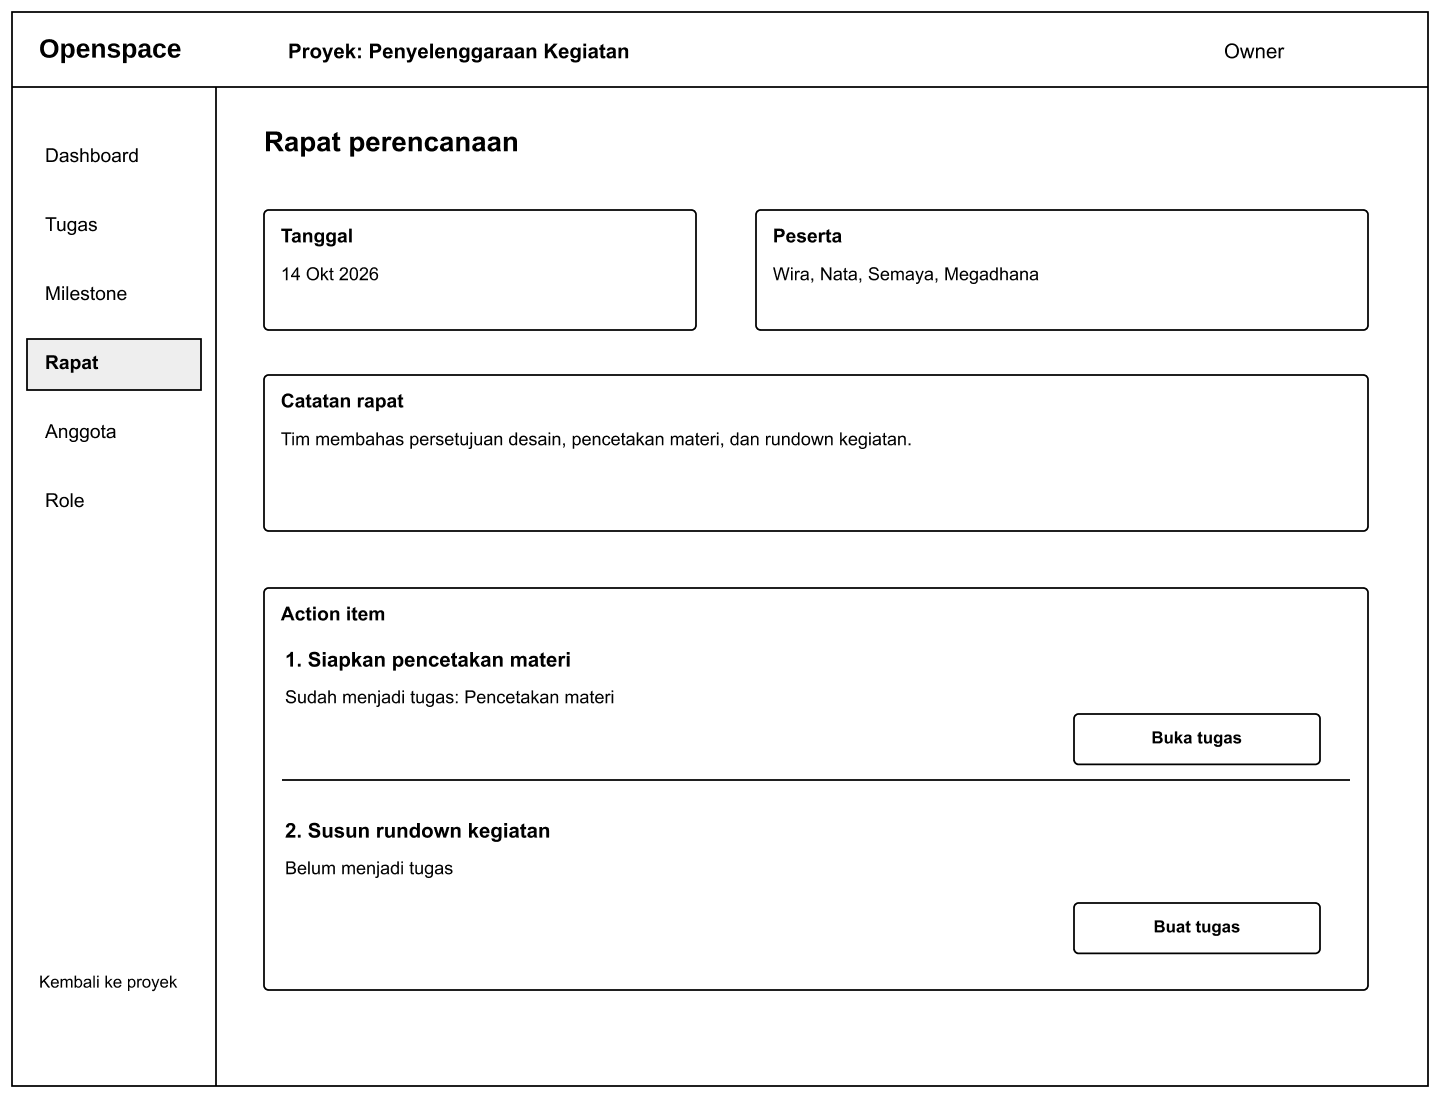 Openspace
Proyek: Penyelenggaraan Kegiatan
Owner
Dashboard
Tugas
Milestone
Rapat
Anggota
Role
Kembali ke proyek
Rapat perencanaan
Tanggal
14 Okt 2026
Peserta
Wira, Nata, Semaya, Megadhana
Catatan rapat
Tim membahas persetujuan desain, pencetakan materi, dan rundown kegiatan.
Action item
1. Siapkan pencetakan materi
Sudah menjadi tugas: Pencetakan materi
Buka tugas
2. Susun rundown kegiatan
Belum menjadi tugas
Buat tugas